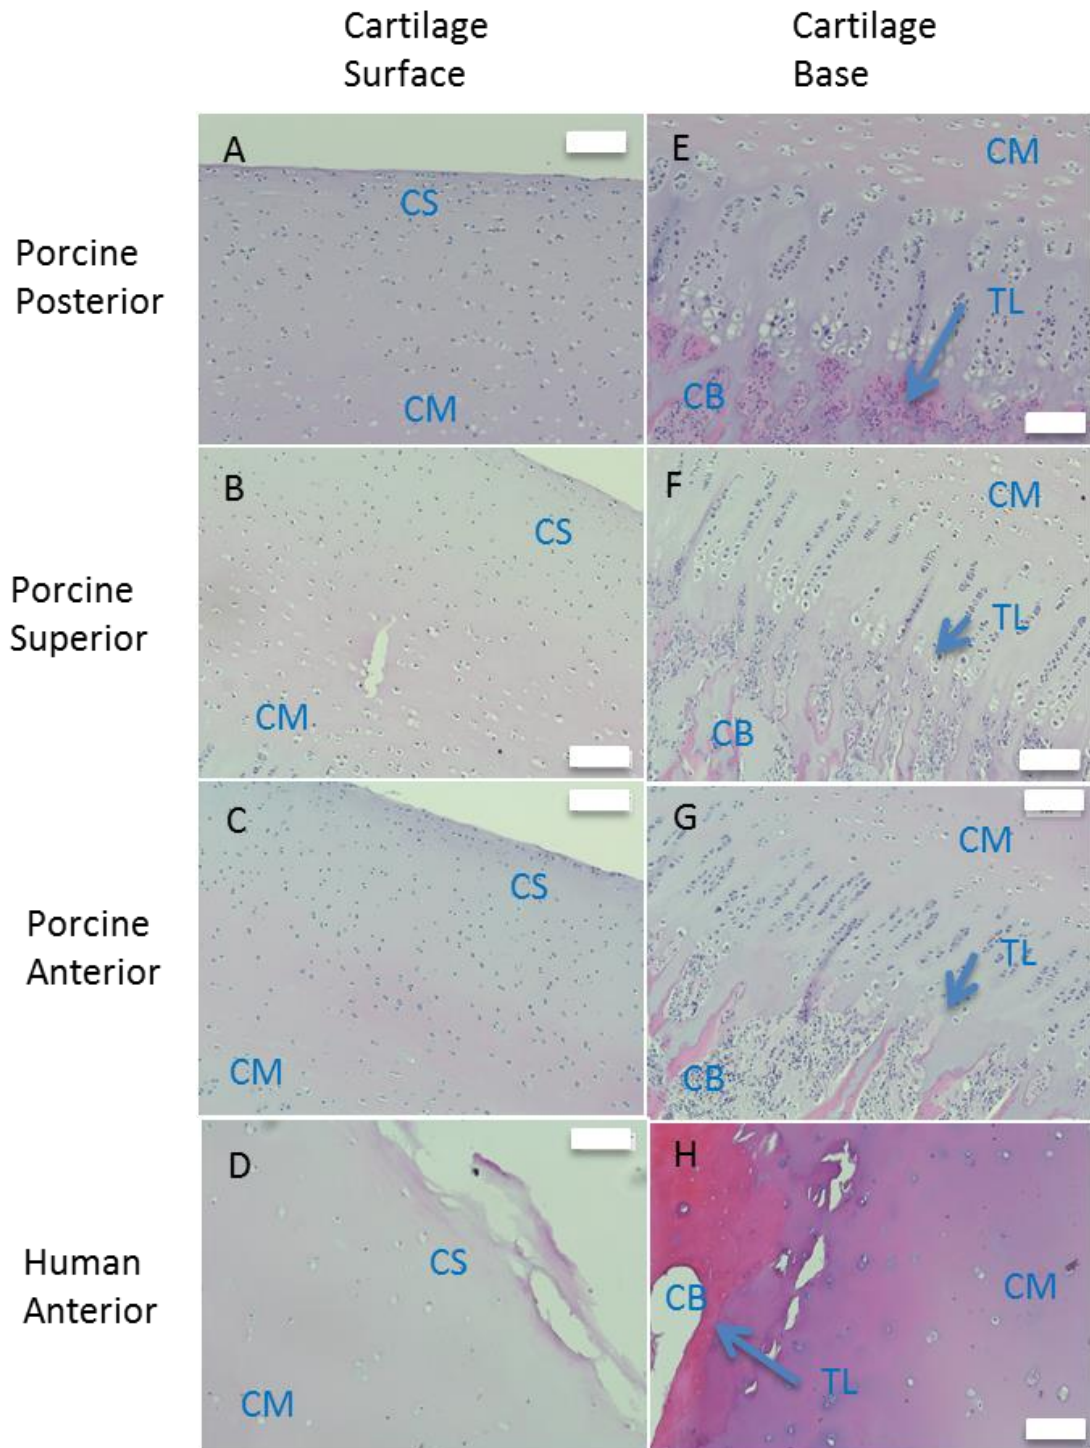 Cartilage
Surface
Cartilage
Base
Porcine
Posterior
A
CS
CM
E
CM
TL
CB
Porcine
Superior
B
CS
CM
F
CM
TL
CB
Porcine
Anterior
C
CS
CM
G
CM
TL
CB
Human
Anterior
D
CS
CM
H
CB
CM
TL